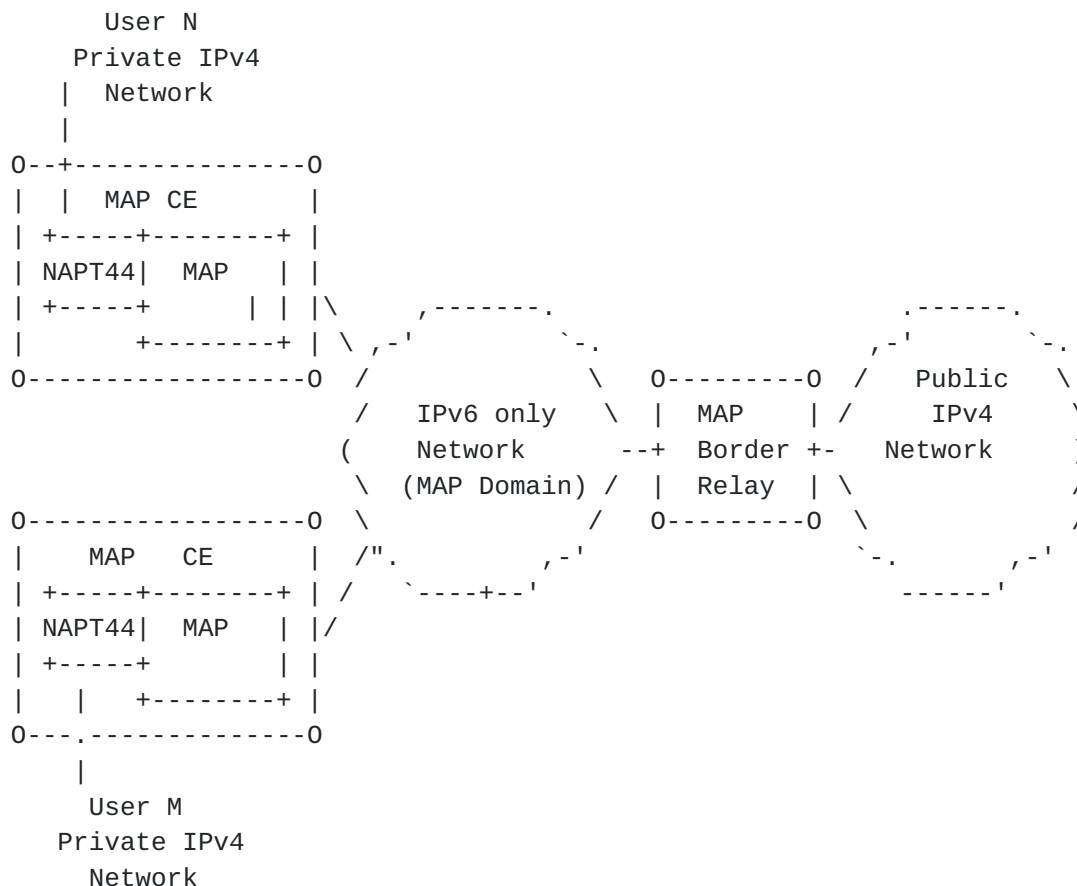 User N
Private IPv4
Network
MAP CE
NAPT44 MAP
IPv6 only
Network
(MAP Domain)
MAP
Border
Relay
Public
IPv4
Network
MAP CE
NAPT44 MAP
User M
Private IPv4
Network